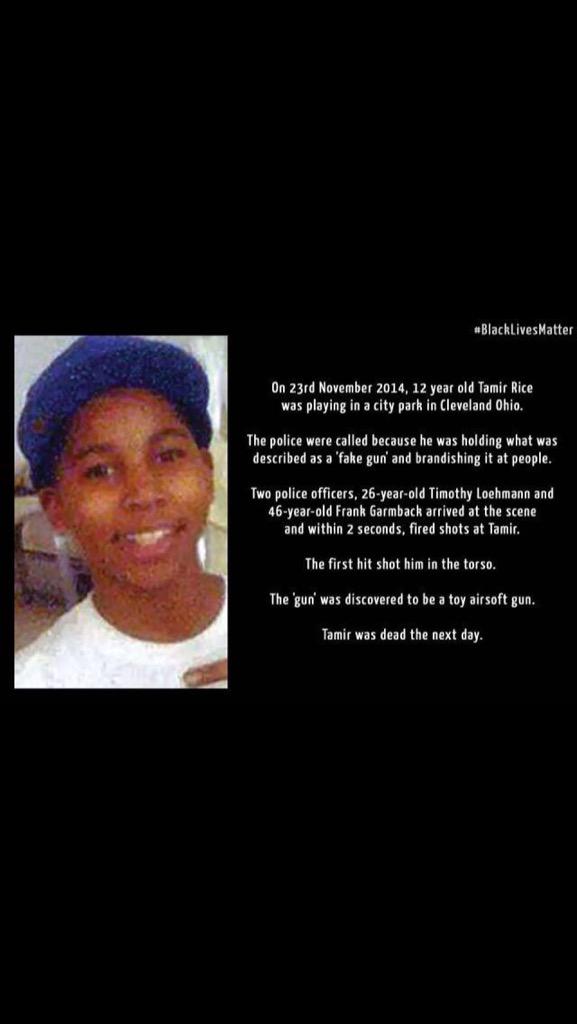 #BlackLivesMatter
On 23rd November 2014, 12 year old Tamir Rice
was playing in a city park in Cleveland Ohio.
The police were called because he was holding what was
described as a 'fake gun' and brandishing it at people.
Two police officers, 26-year-old Timothy Loehmann and
46-year-old Frank Garmback arrived at the scene
and within 2 seconds, fired shots at Tamir.
The first hit shot him in the torso.
The 'gun' was discovered to be a toy airsoft gun.
Tamir was dead the next day.